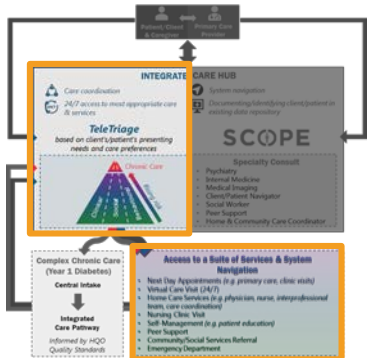 Patient/Client
& Caregiver
Primary Care
Provider
INTEGRATED CARE HUB
Care coordination
24/7 access to most appropriate care
& services
TeleTriage
based on client's/patient's presenting
needs and care preferences
Chronic Care
Rising risk
Clinical
Social
System navigation
Documenting/identifying client/patient in
existing data repository
SCOPE
Specialty Consult
Psychiatry
Internal Medicine
Medical Imaging
Client/Patient Navigator
Social Worker
Peer Support
Home & Community Care Coordinator
Complex Chronic Care
(Year 1 Diabetes)
Central Intake
Integrated
Care Pathway
Informed by HQO
Quality Standards
Access to a Suite of Services & System
Navigation
Next Day Appointments (e.g. primary care, clinic visits)
Virtual Care Visit (24/7)
Home Care Services (e.g. physician, nurse, interprofessional
team, care coordination)
Nursing Clinic Visit
Self-Management (e.g. patient education)
Peer Support
Community/Social Services Referral
Emergency Department